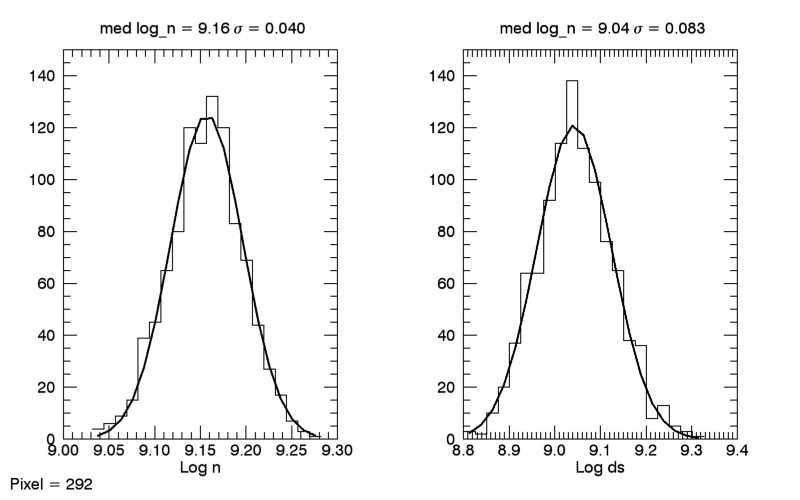 med log_n = 9.16 σ = 0.040
med log_n = 9.04 σ = 0.083
140
120
100
80
60
40
20
0
9.00 9.05 9.10 9.15 9.20 9.25 9.30
Log n
140
120
100
80
60
40
20
0
8.8 8.9 9.0 9.1 9.2 9.3 9.4
Log ds
Pixel = 292